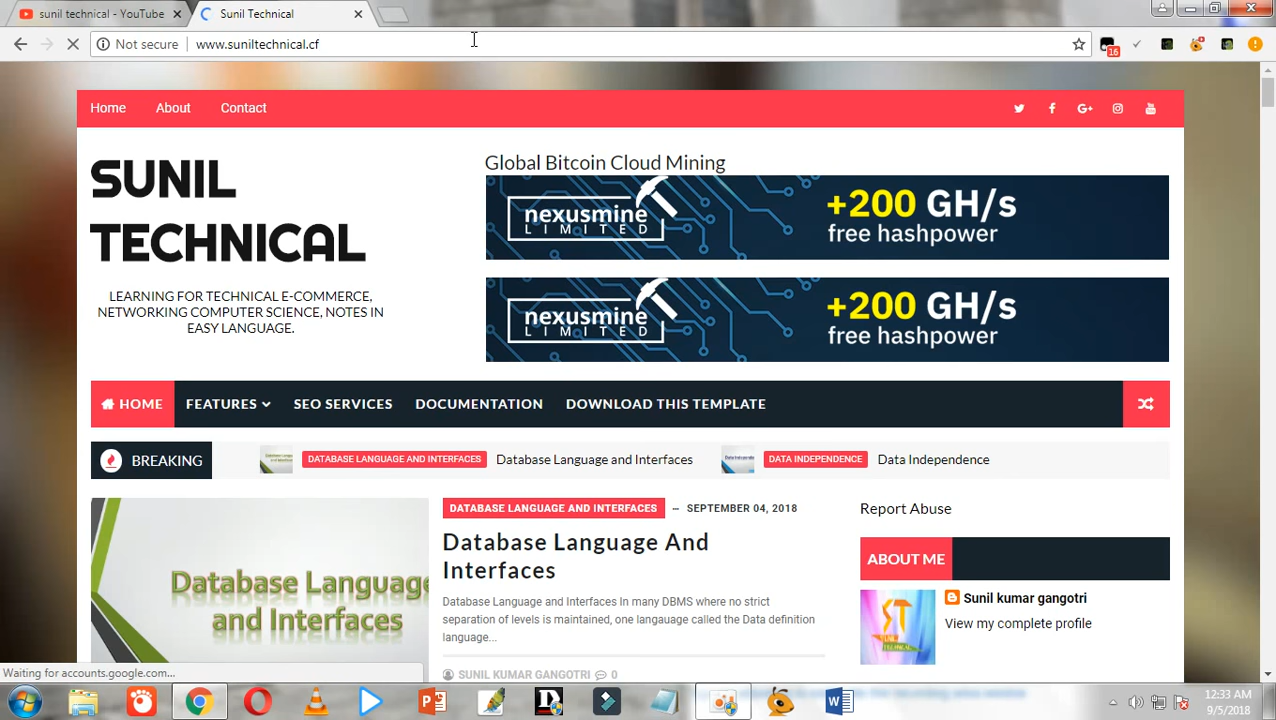 sunil technical - YouTube
Sunil Technical
Not secure
www.suniltechnical.cf
16
Home
About
Contact
SUNIL
TECHNICAL
LEARNING FOR TECHNICAL E-COMMERCE,
NETWORKING COMPUTER SCIENCE, NOTES IN
EASY LANGUAGE.
Global Bitcoin Cloud Mining
nexusmine
LIMITED
+200 GH/s
free hashpower
nexusmine
LIMITED
+200 GH/s
free hashpower
HOME
FEATURES
SEO SERVICES
DOCUMENTATION
DOWNLOAD THIS TEMPLATE
BREAKING
DATABASE LANGUAGE AND INTERFACES
Database Language and Interfaces
DATA INDEPENDENCE
Data Independence
Database Language
and Interfaces
DATABASE LANGUAGE AND INTERFACES
– SEPTEMBER 04, 2018
Database Language And
Interfaces
Database Language and Interfaces In many DBMS where no strict
separation of levels is maintained, one langauage called the Data definition
language...
SUNIL KUMAR GANGOTRI
0
Report Abuse
ABOUT ME
Sunil kumar gangotri
View my complete profile
Waiting for accounts.google.com...
12:33 AM
9/5/2018